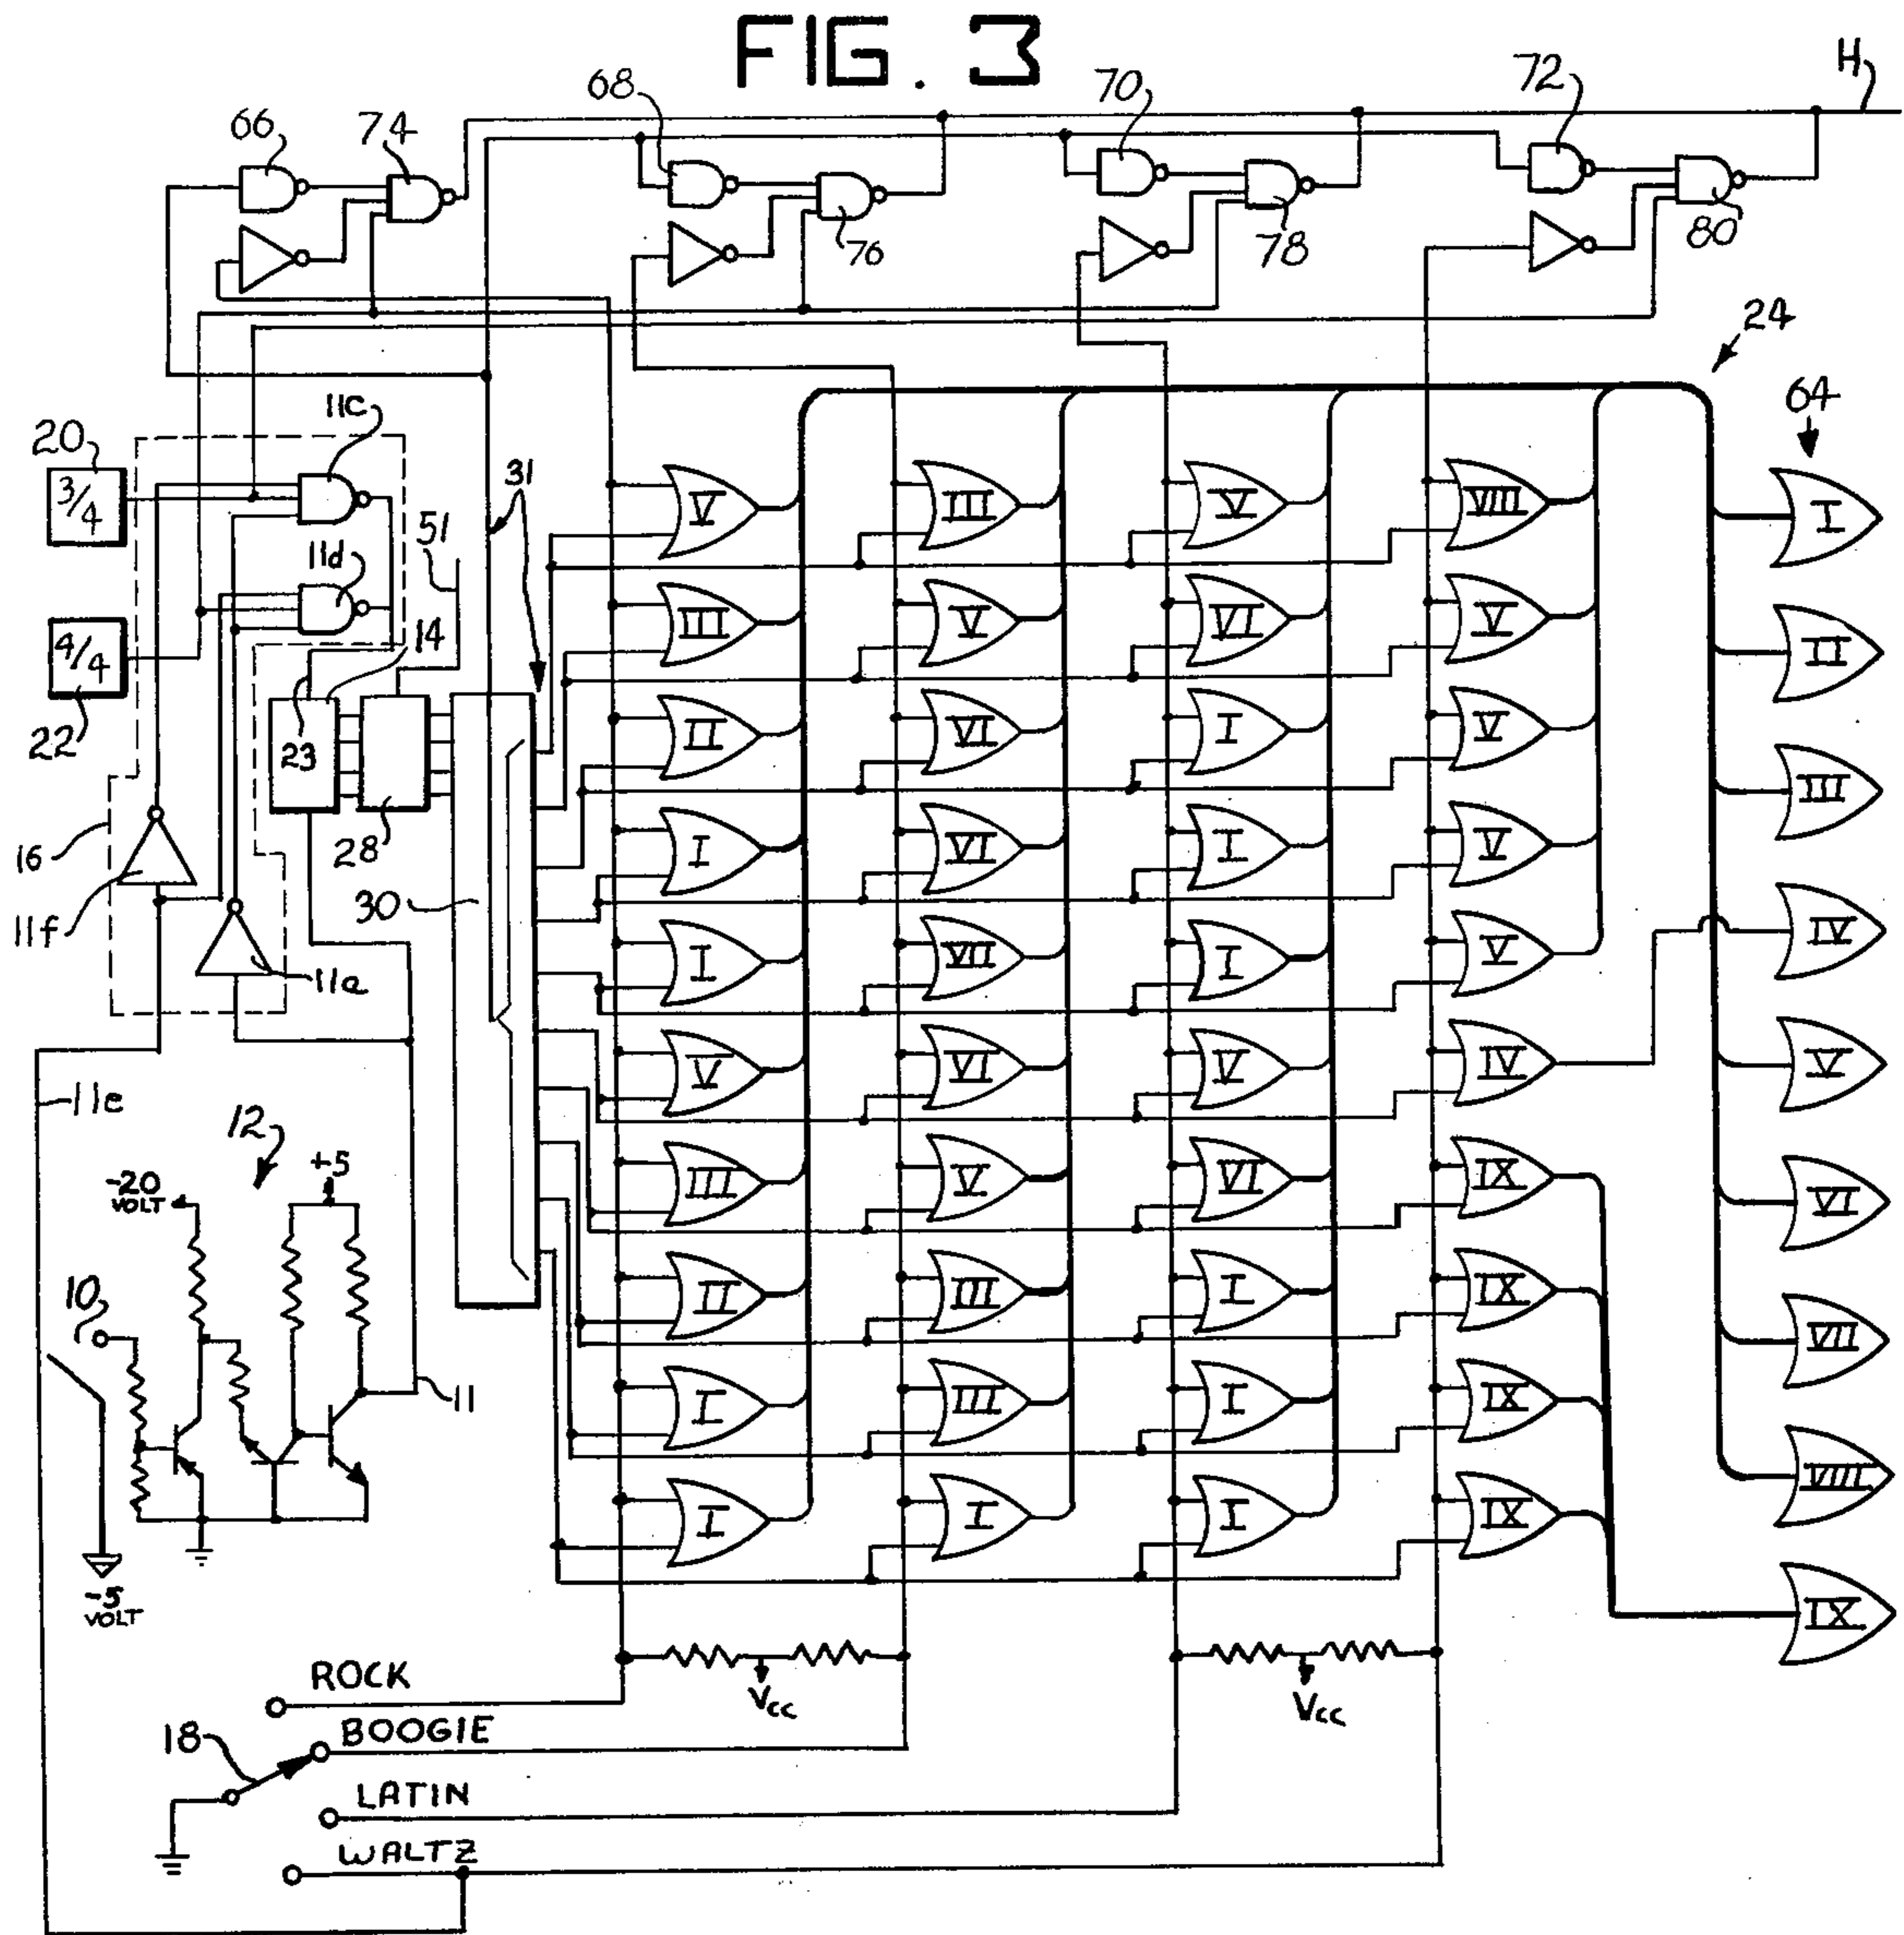 FIG. 3
H
66
74
68
70
72
76
78
80
24
64
20
3/4
11c
11d
51
31
14
4/4
22
23
28
16
11f
11a
30
11e
12
-20 VOLT
+5
10
11
-5 VOLT
V III V VIII I
III V VI V II
II VI I V III
I VI I V IV
I VII I V V
V VI V IV VI
III V VI IX VII
II III I IX VIII
I III I IX IX
I I I IX
Vcc
Vcc
ROCK
BOOGIE
18
LATIN
WALTZ